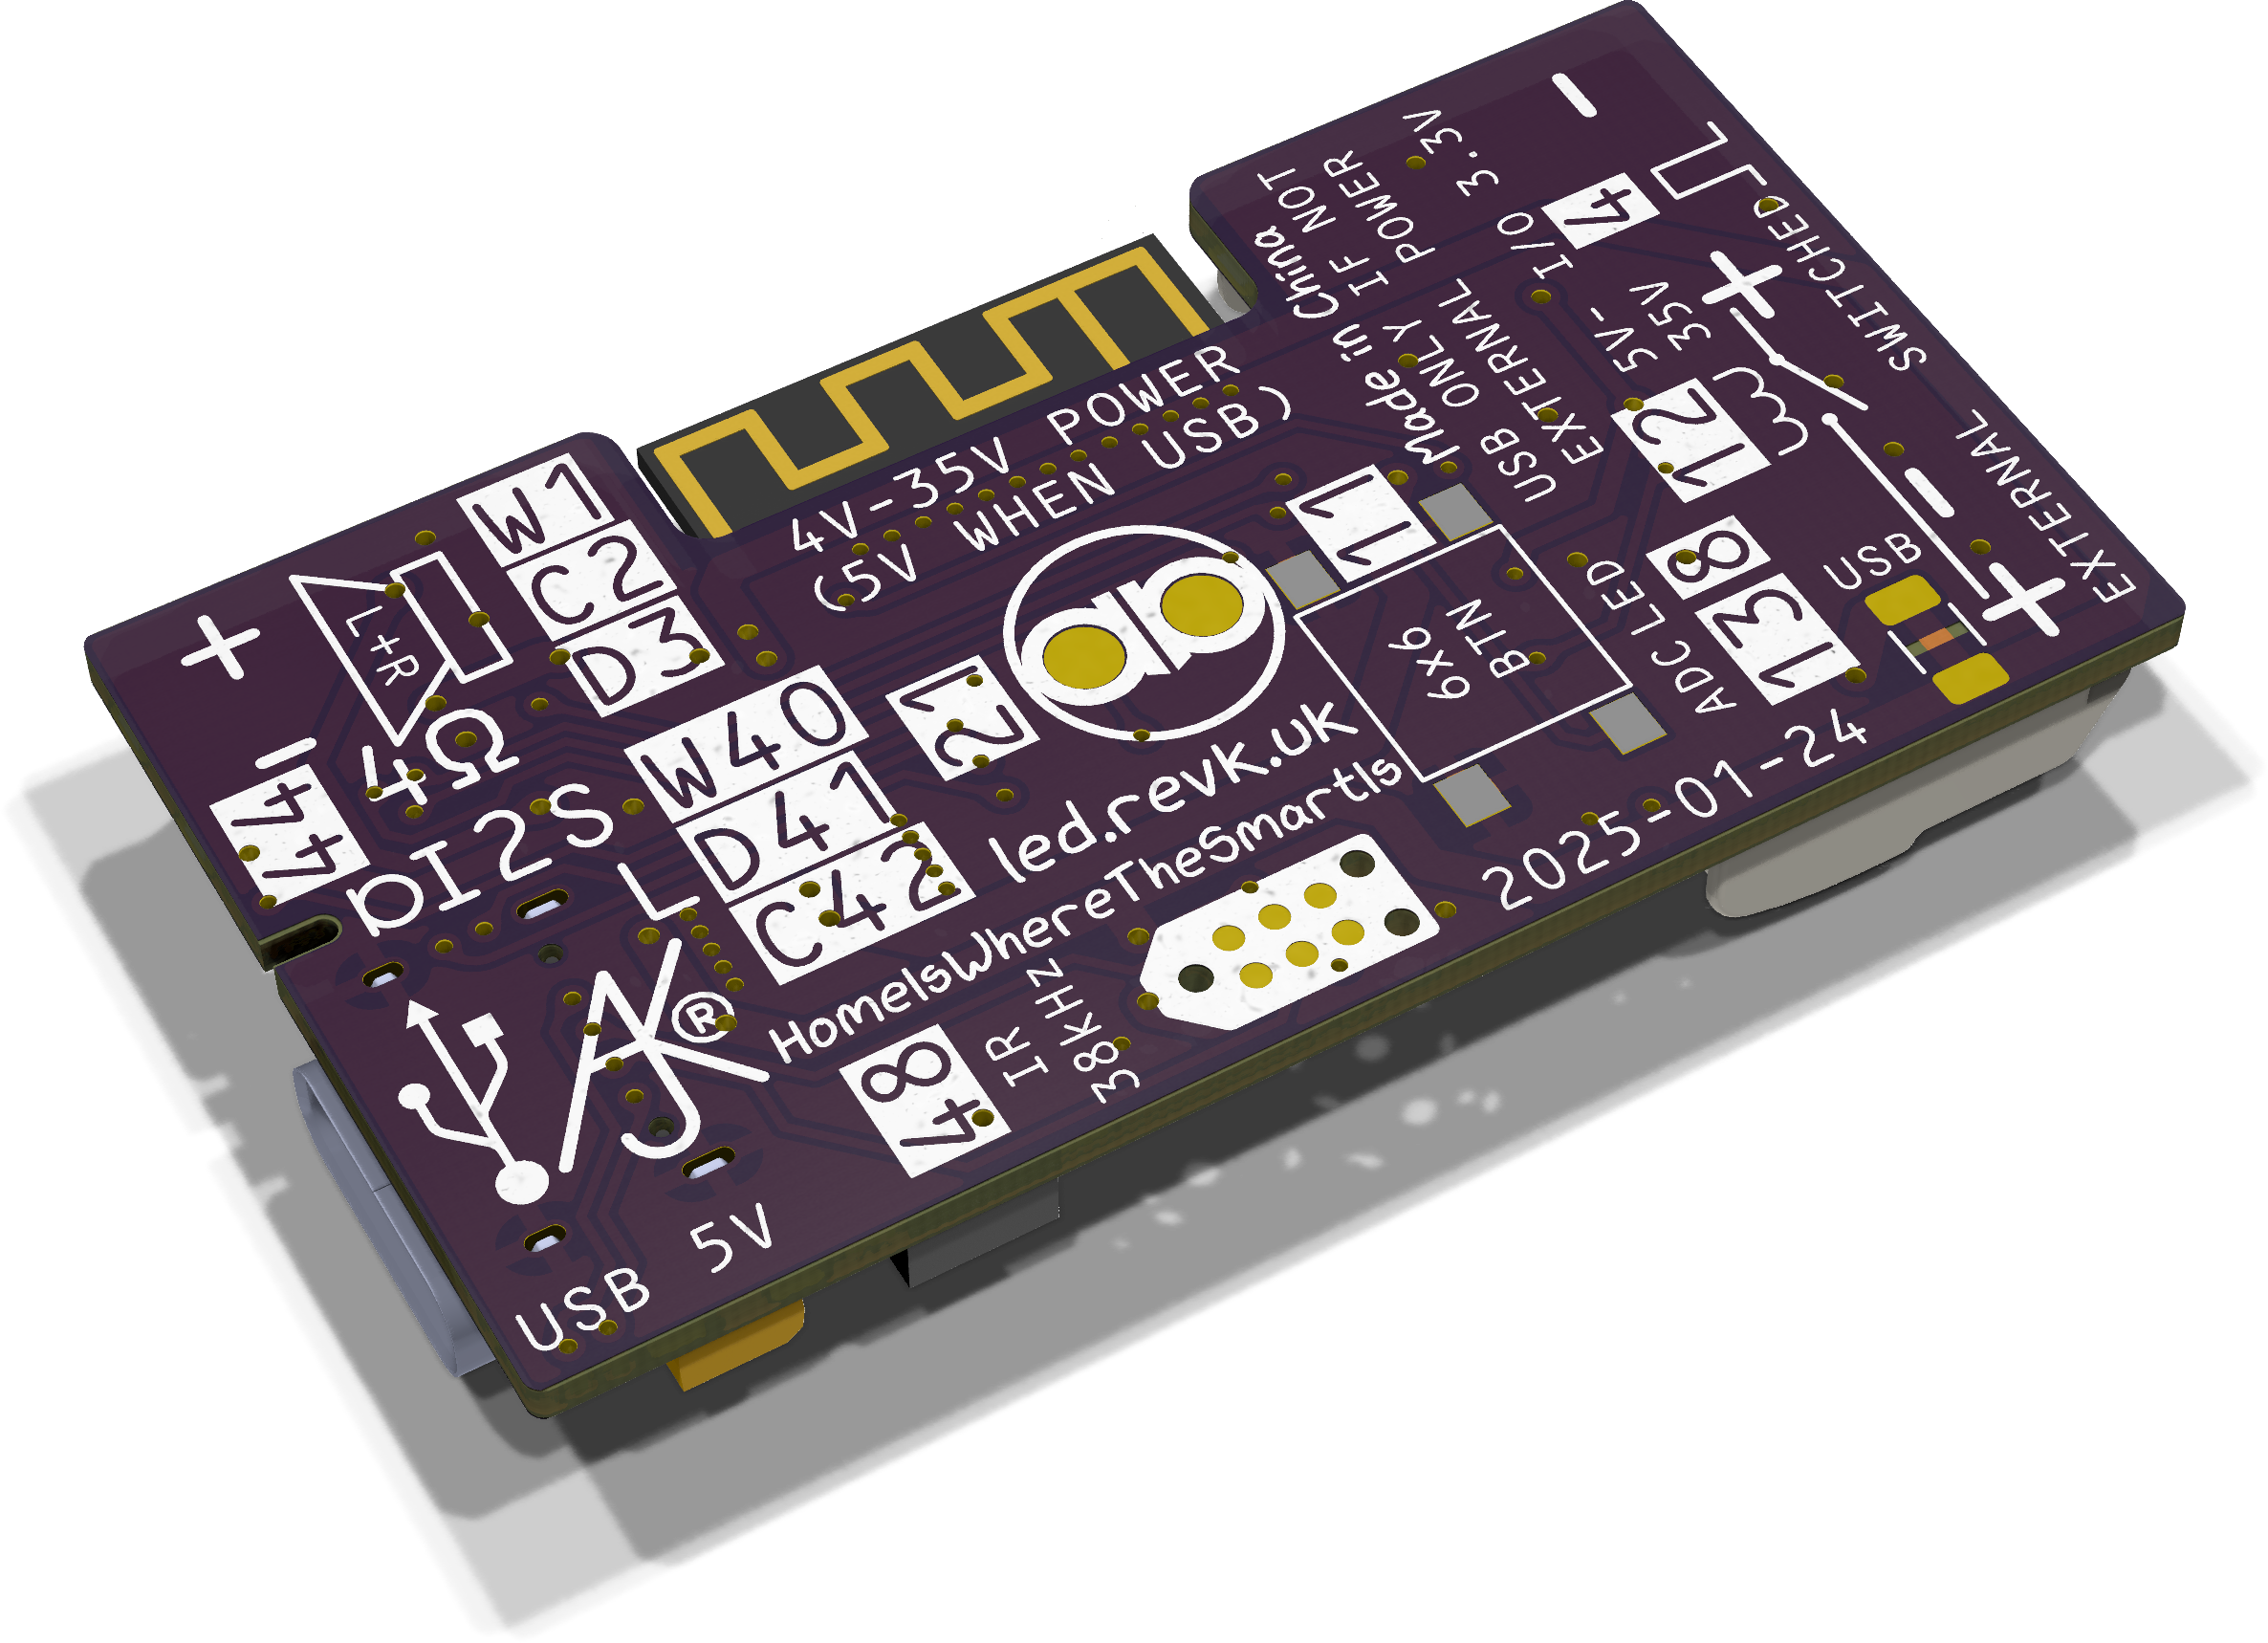 W1
C2
D3
+
L+R
-
4Ω
47
pI2S
L
W40
D41
C42
21
4V-35V POWER
(5V WHEN USB)
Made in China
USB ONLY IF NOT
EXTERNAL POWER
I/O 3.3V
4
-
+
SWITCHED
5V-
35V
12
11
6x6
BTN
ADC LED
8
13
USB
-
+
EXTERNAL
led.revk.uk
HomeIsWhereTheSmartIs
2025-01-24
AJK®
48
IR
38kHz
5V
USB